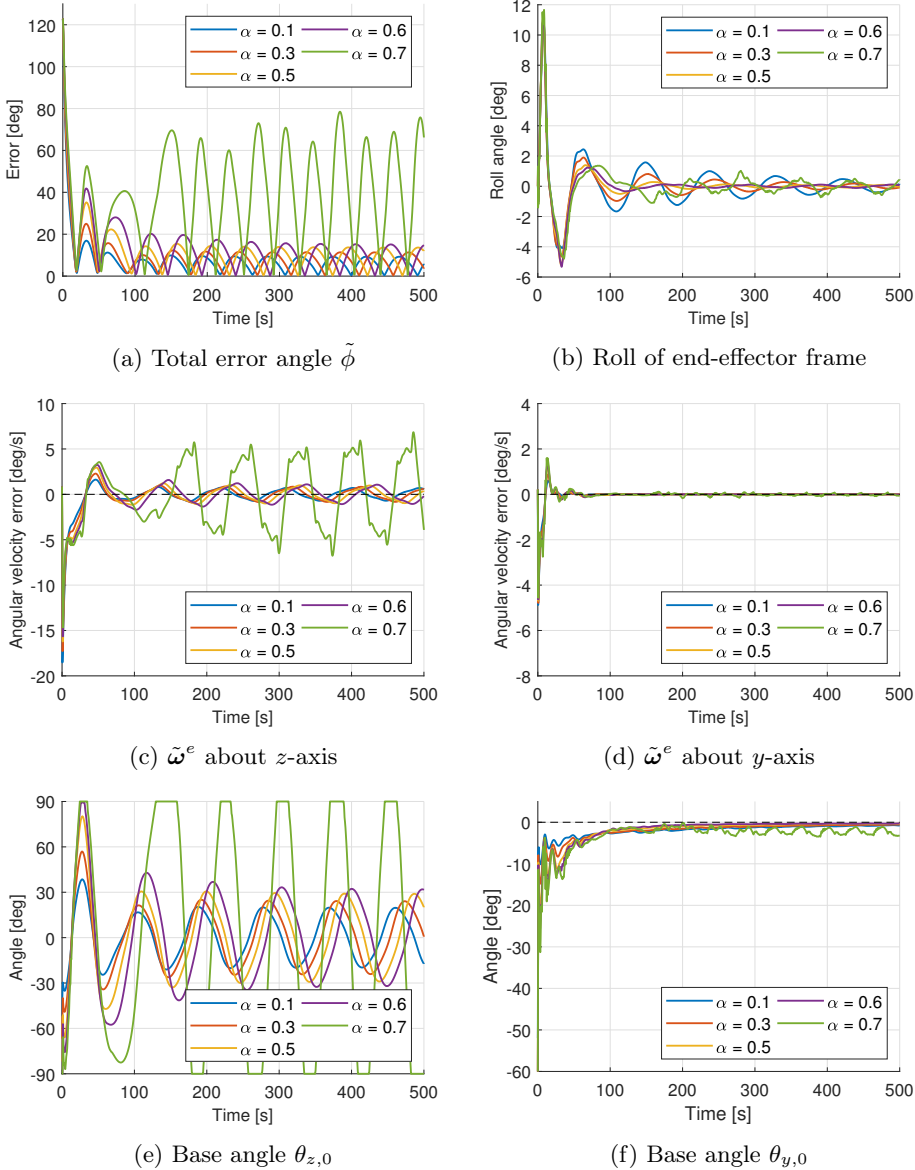 130
120
100
80
60
40
20
0
Error [deg]
α = 0.1 α = 0.6
α = 0.3 α = 0.7
α = 0.5
0 100 200 300 400 500
Time [s]
(a) Total error angle ϕ̃
12
10
8
6
4
2
0
-2
-4
-6
Roll angle [deg]
α = 0.1 α = 0.6
α = 0.3 α = 0.7
α = 0.5
0 100 200 300 400 500
Time [s]
(b) Roll of end-effector frame
10
5
0
-5
-10
-15
-20
Angular velocity error [deg/s]
α = 0.1 α = 0.6
α = 0.3 α = 0.7
α = 0.5
0 100 200 300 400 500
Time [s]
(c) ω̃ᵉ about z-axis
4
2
0
-2
-4
-6
-8
Angular velocity error [deg/s]
α = 0.1 α = 0.6
α = 0.3 α = 0.7
α = 0.5
0 100 200 300 400 500
Time [s]
(d) ω̃ᵉ about y-axis
90
60
30
0
-30
-60
-90
Angle [deg]
α = 0.1 α = 0.6
α = 0.3 α = 0.7
α = 0.5
0 100 200 300 400 500
Time [s]
(e) Base angle θz,0
0
-10
-20
-30
-40
-50
-60
Angle [deg]
α = 0.1 α = 0.6
α = 0.3 α = 0.7
α = 0.5
0 100 200 300 400 500
Time [s]
(f) Base angle θy,0